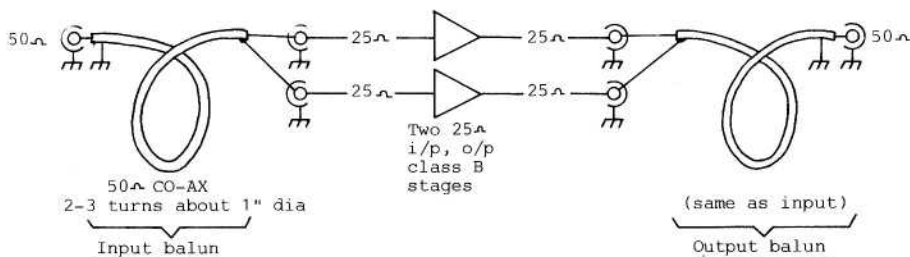 50Ω 25Ω 25Ω 50Ω
25Ω 25Ω
Two 25Ω
i/p, o/p
class B
stages
50Ω CO-AX
2-3 turns about 1" dia
(same as input)
Input balun
Output balun